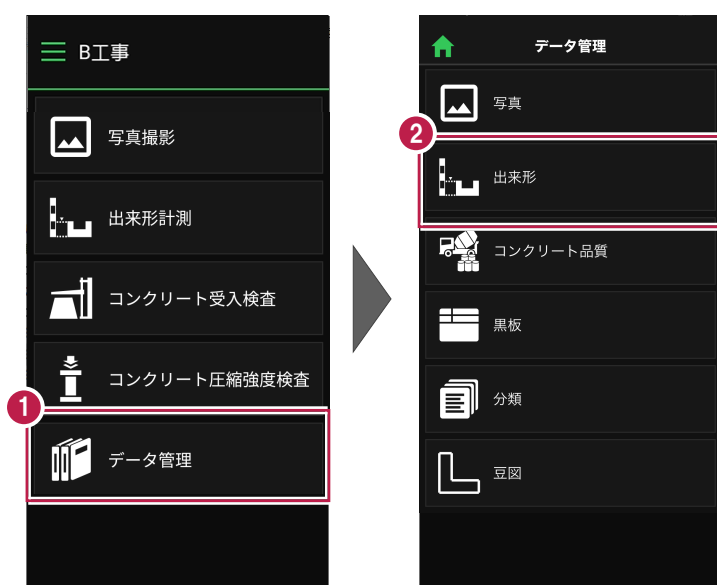 B工事
写真撮影
出来形計測
コンクリート受入検査
コンクリート圧縮強度検査
1
データ管理
データ管理
写真
2
出来形
コンクリート品質
黒板
分類
豆図